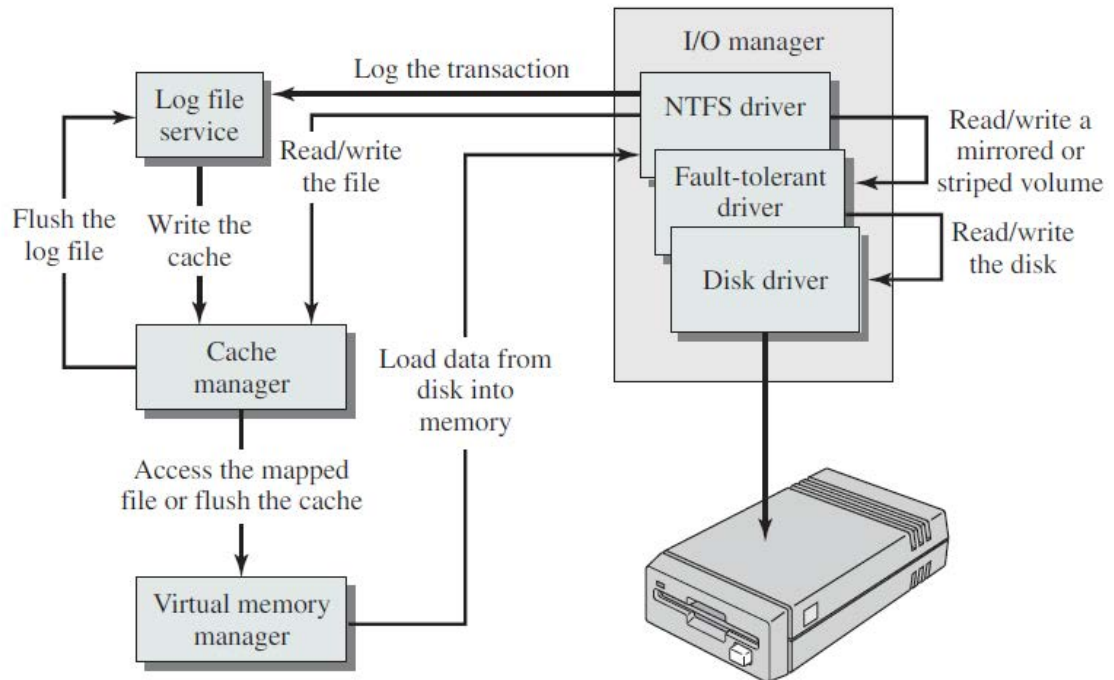 I/O manager
Log the transaction
Log file
service
NTFS driver
Read/write
the file
Read/write a
mirrored or
striped volume
Fault-tolerant
driver
Flush the
log file
Write the
cache
Read/write
the disk
Disk driver
Cache
manager
Load data from
disk into
memory
Access the mapped
file or flush the cache
Virtual memory
manager